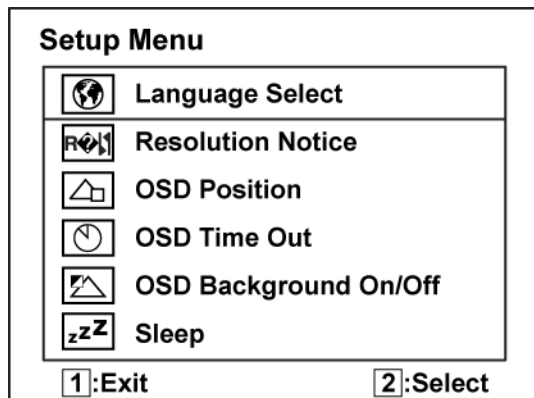 Setup Menu
Language Select
Resolution Notice
OSD Position
OSD Time Out
OSD Background On/Off
zzZ Sleep
1:Exit 2:Select